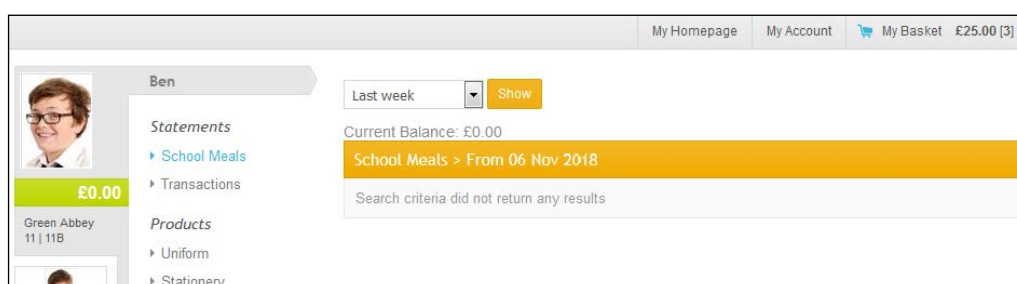 My Homepage My Account My Basket £25.00 [3]
Ben
Statements
School Meals
Transactions
Products
Uniform
Stationery
£0.00
Green Abbey
11 | 11B
Last week Show
Current Balance: £0.00
School Meals > From 06 Nov 2018
Search criteria did not return any results